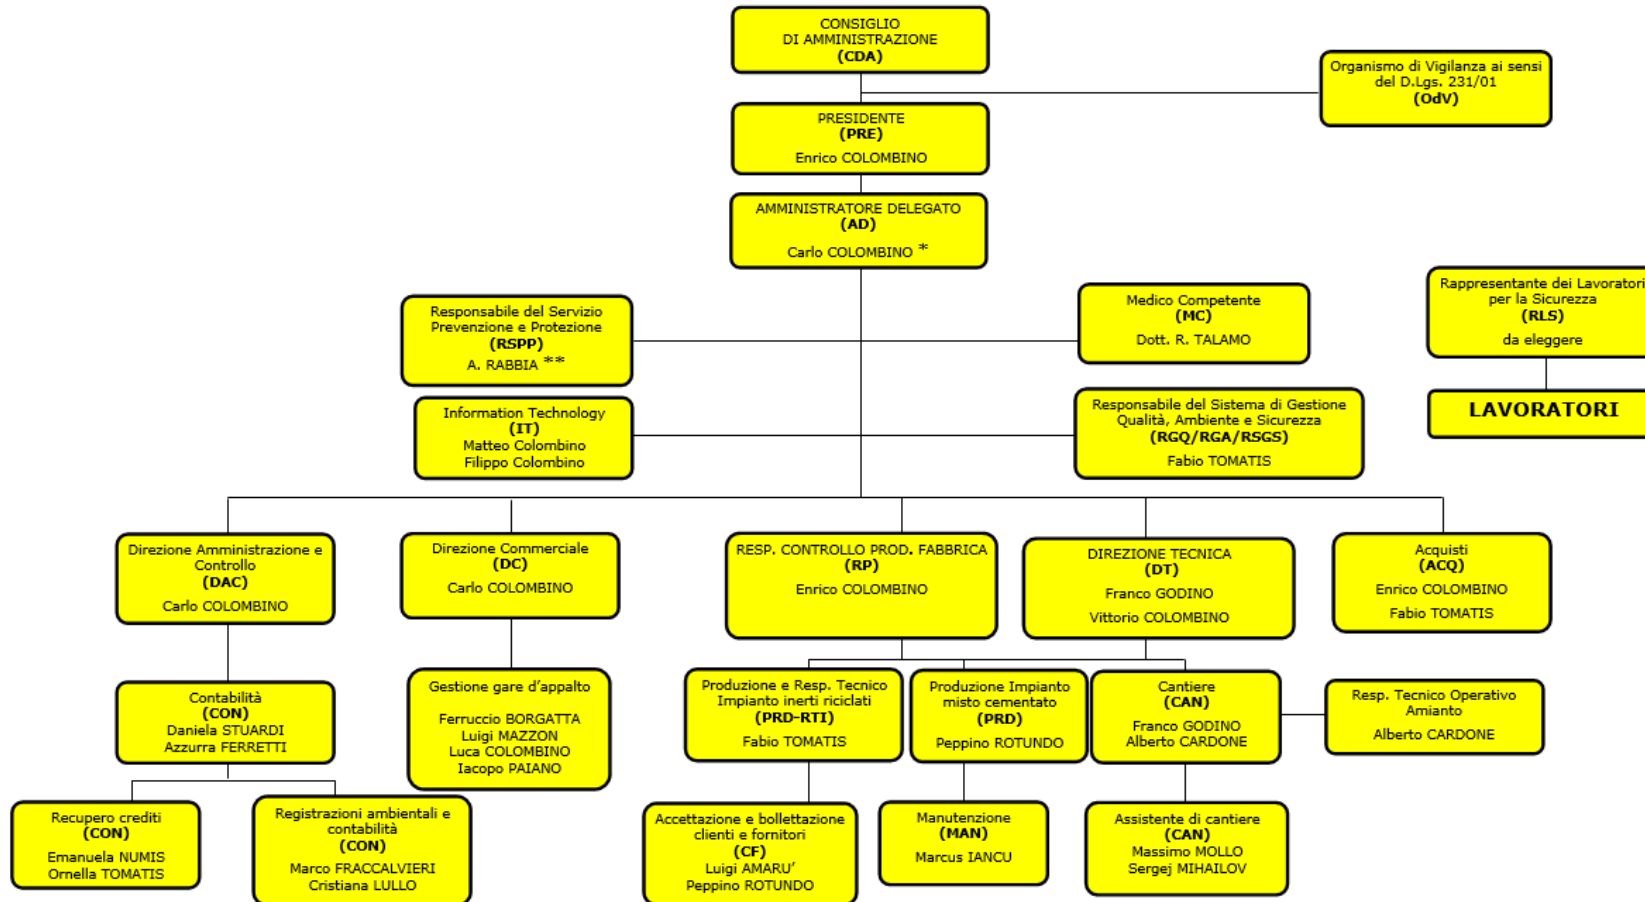 CONSIGLIO
DI AMMINISTRAZIONE
(CDA)
Organismo di Vigilanza ai sensi
del D.Lgs. 231/01
(OdV)
PRESIDENTE
(PRE)
Enrico COLOMBINO
AMMINISTRATORE DELEGATO
(AD)
Carlo COLOMBINO *
Responsabile del Servizio
Prevenzione e Protezione
(RSPP)
A. RABBIA **
Medico Competente
(MC)
Dott. R. TALAMO
Rappresentante dei Lavoratori
per la Sicurezza
(RLS)
da eleggere
LAVORATORI
Information Technology
(IT)
Matteo Colombino
Filippo Colombino
Responsabile del Sistema di Gestione
Qualità, Ambiente e Sicurezza
(RGQ/RGA/RSGS)
Fabio TOMATIS
Direzione Amministrazione e
Controllo
(DAC)
Carlo COLOMBINO
Direzione Commerciale
(DC)
Carlo COLOMBINO
RESP. CONTROLLO PROD. FABBRICA
(RP)
Enrico COLOMBINO
DIREZIONE TECNICA
(DT)
Franco GODINO
Vittorio COLOMBINO
Acquisti
(ACQ)
Enrico COLOMBINO
Fabio TOMATIS
Contabilità
(CON)
Daniela STUARDI
Azzurra FERRETTI
Gestione gare d'appalto
Ferruccio BORGATTA
Luigi MAZZON
Luca COLOMBINO
Iacopo PAIANO
Produzione e Resp. Tecnico
Impianto inerti riciclati
(PRD-RTI)
Fabio TOMATIS
Produzione Impianto
misto cementato
(PRD)
Peppino ROTUNDO
Cantiere
(CAN)
Franco GODINO
Alberto CARDONE
Resp. Tecnico Operativo
Amianto
Alberto CARDONE
Recupero crediti
(CON)
Emanuela NUMIS
Ornella TOMATIS
Registrazioni ambientali e
contabilità
(CON)
Marco FRACCALVIERI
Cristiana LULLO
Accettazione e bollettazione
clienti e fornitori
(CF)
Luigi AMARU'
Peppino ROTUNDO
Manutenzione
(MAN)
Marcus IANCU
Assistente di cantiere
(CAN)
Massimo MOLLO
Sergej MIHAILOV